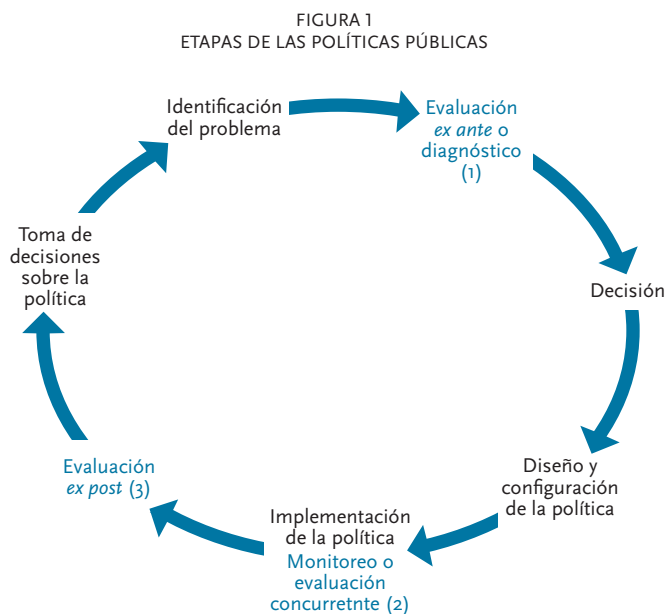 FIGURA 1
ETAPAS DE LAS POLÍTICAS PÚBLICAS
Identificación
del problema
Evaluación
ex ante o
diagnóstico
(1)
Decisión
Diseño y
configuración
de la política
Implementación
de la política
Monitoreo o
evaluación
concurretnte (2)
Evaluación
ex post (3)
Toma de
decisiones
sobre la
política